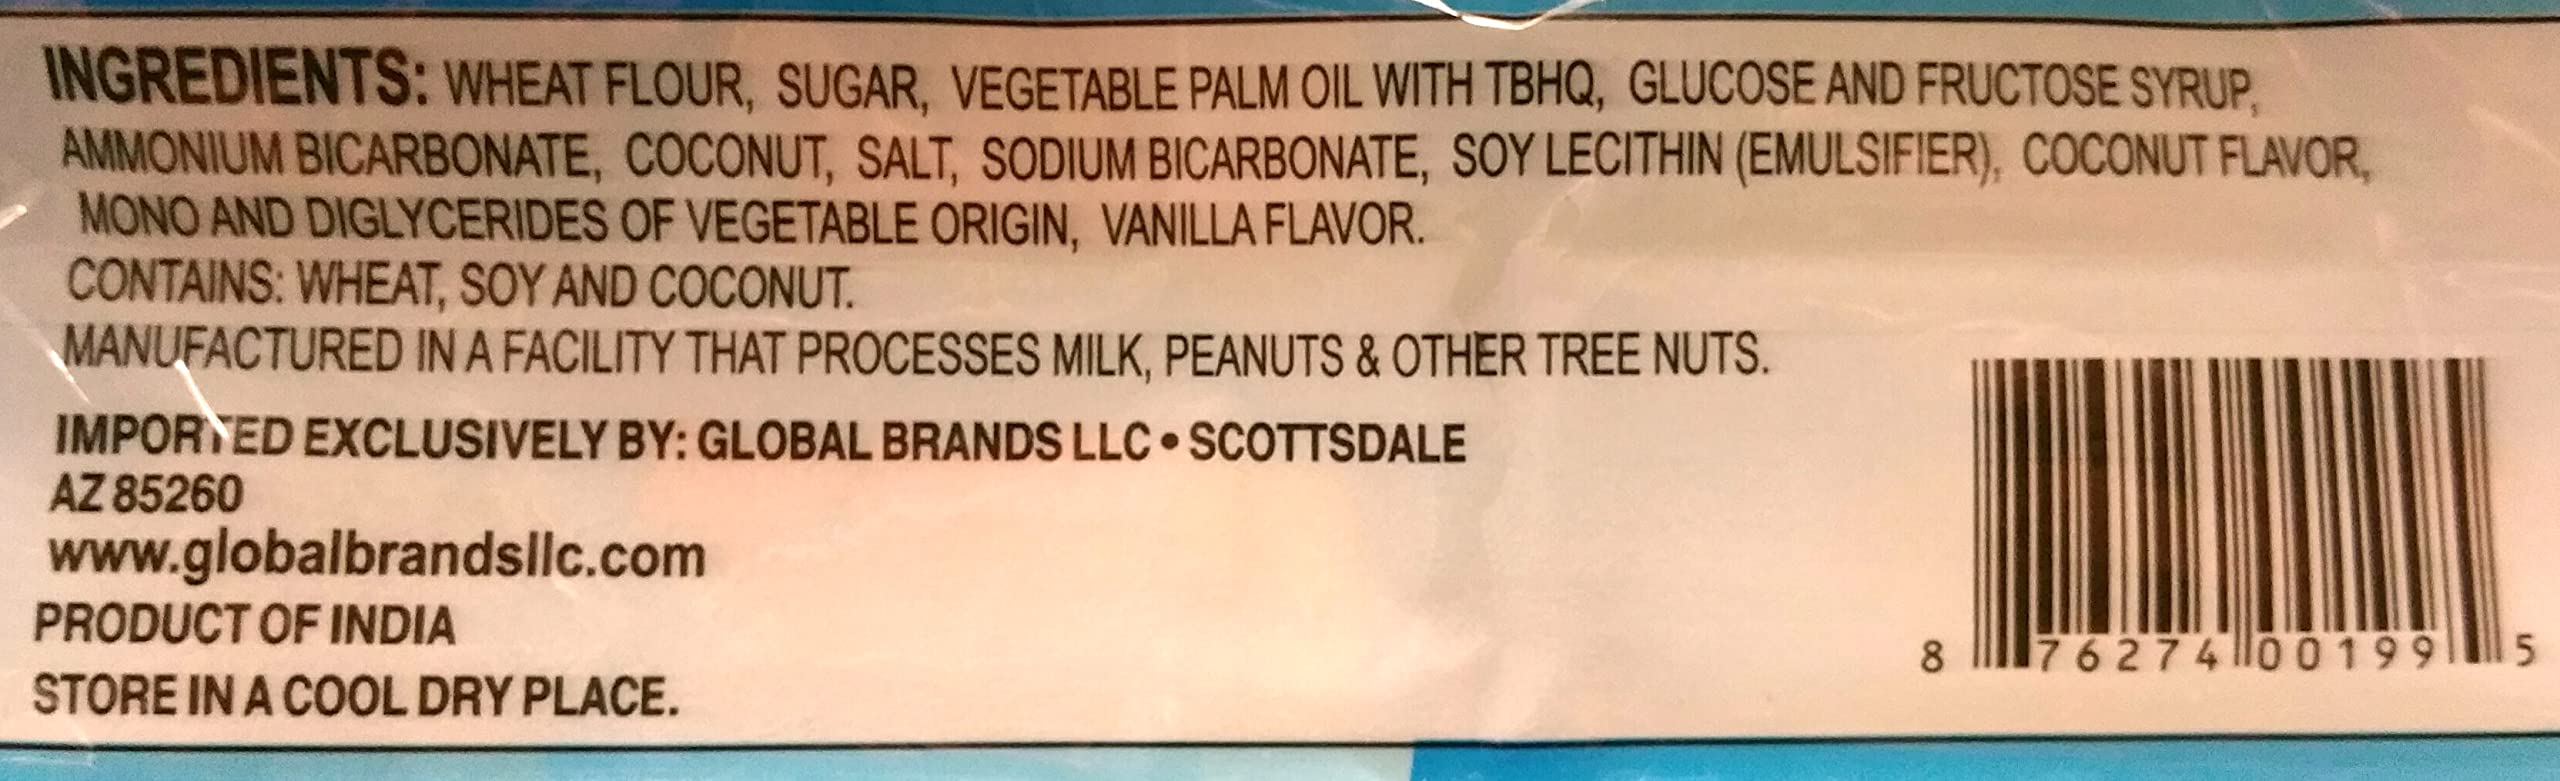 INGREDIENTS: WHEAT FLOUR, SUGAR, VEGETABLE PALM OIL WITH TBHQ, GLUCOSE AND FRUCTOSE SYRUP,
AMMONIUM BICARBONATE, COCONUT, SALT, SODIUM BICARBONATE, SOY LECITHIN (EMULSIFIER), COCONUT FLAVOR,
MONO AND DIGLYCERIDES OF VEGETABLE ORIGIN, VANILLA FLAVOR.
CONTAINS: WHEAT, SOY AND COCONUT.
MANUFACTURED IN A FACILITY THAT PROCESSES MILK, PEANUTS & OTHER TREE NUTS.
IMPORTED EXCLUSIVELY BY: GLOBAL BRANDS LLC • SCOTTSDALE
AZ 85260
www.globalbrandsllc.com
PRODUCT OF INDIA
STORE IN A COOL DRY PLACE.
8 76274 00199 5